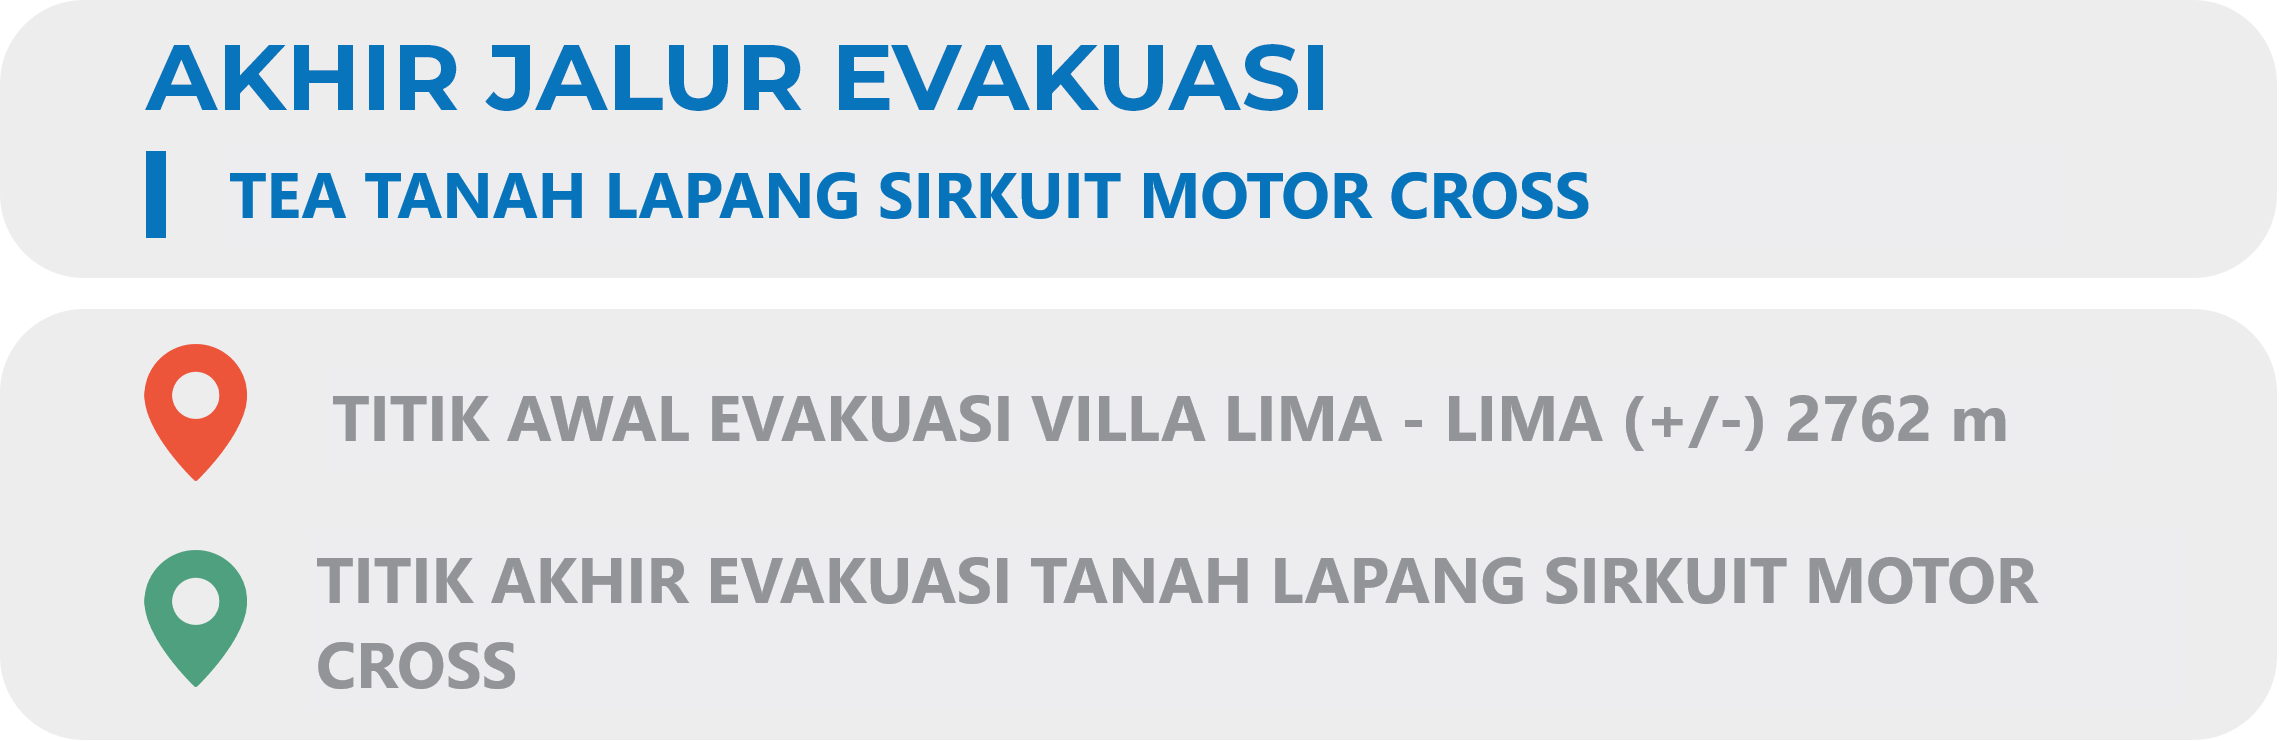 AKHIR JALUR EVAKUASI
TEA TANAH LAPANG SIRKUIT MOTOR CROSS
TITIK AWAL EVAKUASI VILLA LIMA - LIMA (+/-) 2762 m
TITIK AKHIR EVAKUASI TANAH LAPANG SIRKUIT MOTOR
CROSS